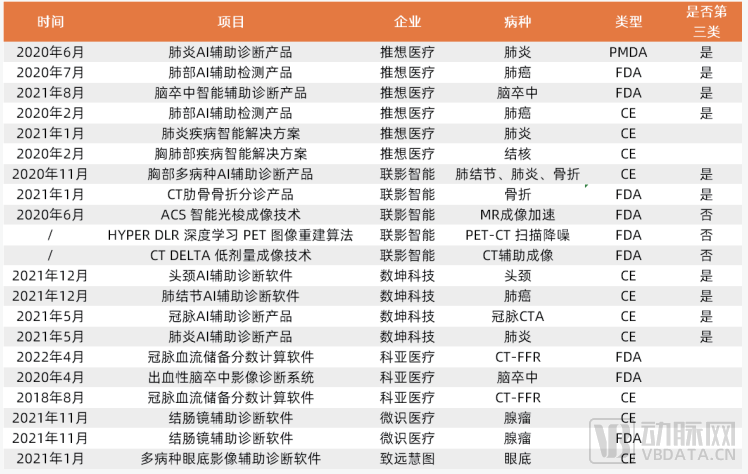 时间 项目 企业 病种 类型 是否第三类
2020年6月 肺炎AI辅助诊断产品 推想医疗 肺炎 PMDA 是
2020年7月 肺部AI辅助检测产品 推想医疗 肺癌 FDA 是
2021年8月 脑卒中智能辅助诊断产品 推想医疗 脑卒中 FDA 是
2020年2月 肺部AI辅助检测产品 推想医疗 肺癌 CE 是
2021年1月 肺炎疾病智能解决方案 推想医疗 肺炎 CE
2020年2月 胸肺部疾病智能解决方案 推想医疗 结核 CE
2020年11月 胸部多病种AI辅助诊断产品 联影智能 肺结节、肺炎、骨折 CE 是
2021年1月 CT肋骨骨折分诊产品 联影智能 骨折 FDA 是
2020年6月 ACS 智能光梭成像技术 联影智能 MR成像加速 FDA 否
/ HYPER DLR 深度学习 PET 图像重建算法 联影智能 PET-CT 扫描降噪 FDA 否
/ CT DELTA 低剂量成像技术 联影智能 CT辅助成像 FDA 否
2021年12月 头颈AI辅助诊断软件 数坤科技 头颈 CE 是
2021年12月 肺结节AI辅助诊断软件 数坤科技 肺癌 CE 是
2021年5月 冠脉AI辅助诊断产品 数坤科技 冠脉CTA CE 是
2021年5月 肺炎AI辅助诊断产品 数坤科技 肺炎 CE 是
2022年4月 冠脉血流储备分数计算软件 科亚医疗 CT-FFR FDA
2020年4月 出血性脑卒中影像诊断系统 科亚医疗 脑卒中 FDA
2018年8月 冠脉血流储备分数计算软件 科亚医疗 CT-FFR CE
2021年11月 结肠镜辅助诊断软件 微识医疗 腺瘤 CE
2021年11月 结肠镜辅助诊断软件 微识医疗 腺瘤 FDA
2021年1月 多病种眼底影像辅助诊断软件 致远慧图 眼底 CE
动脉网
VBDATA.CN